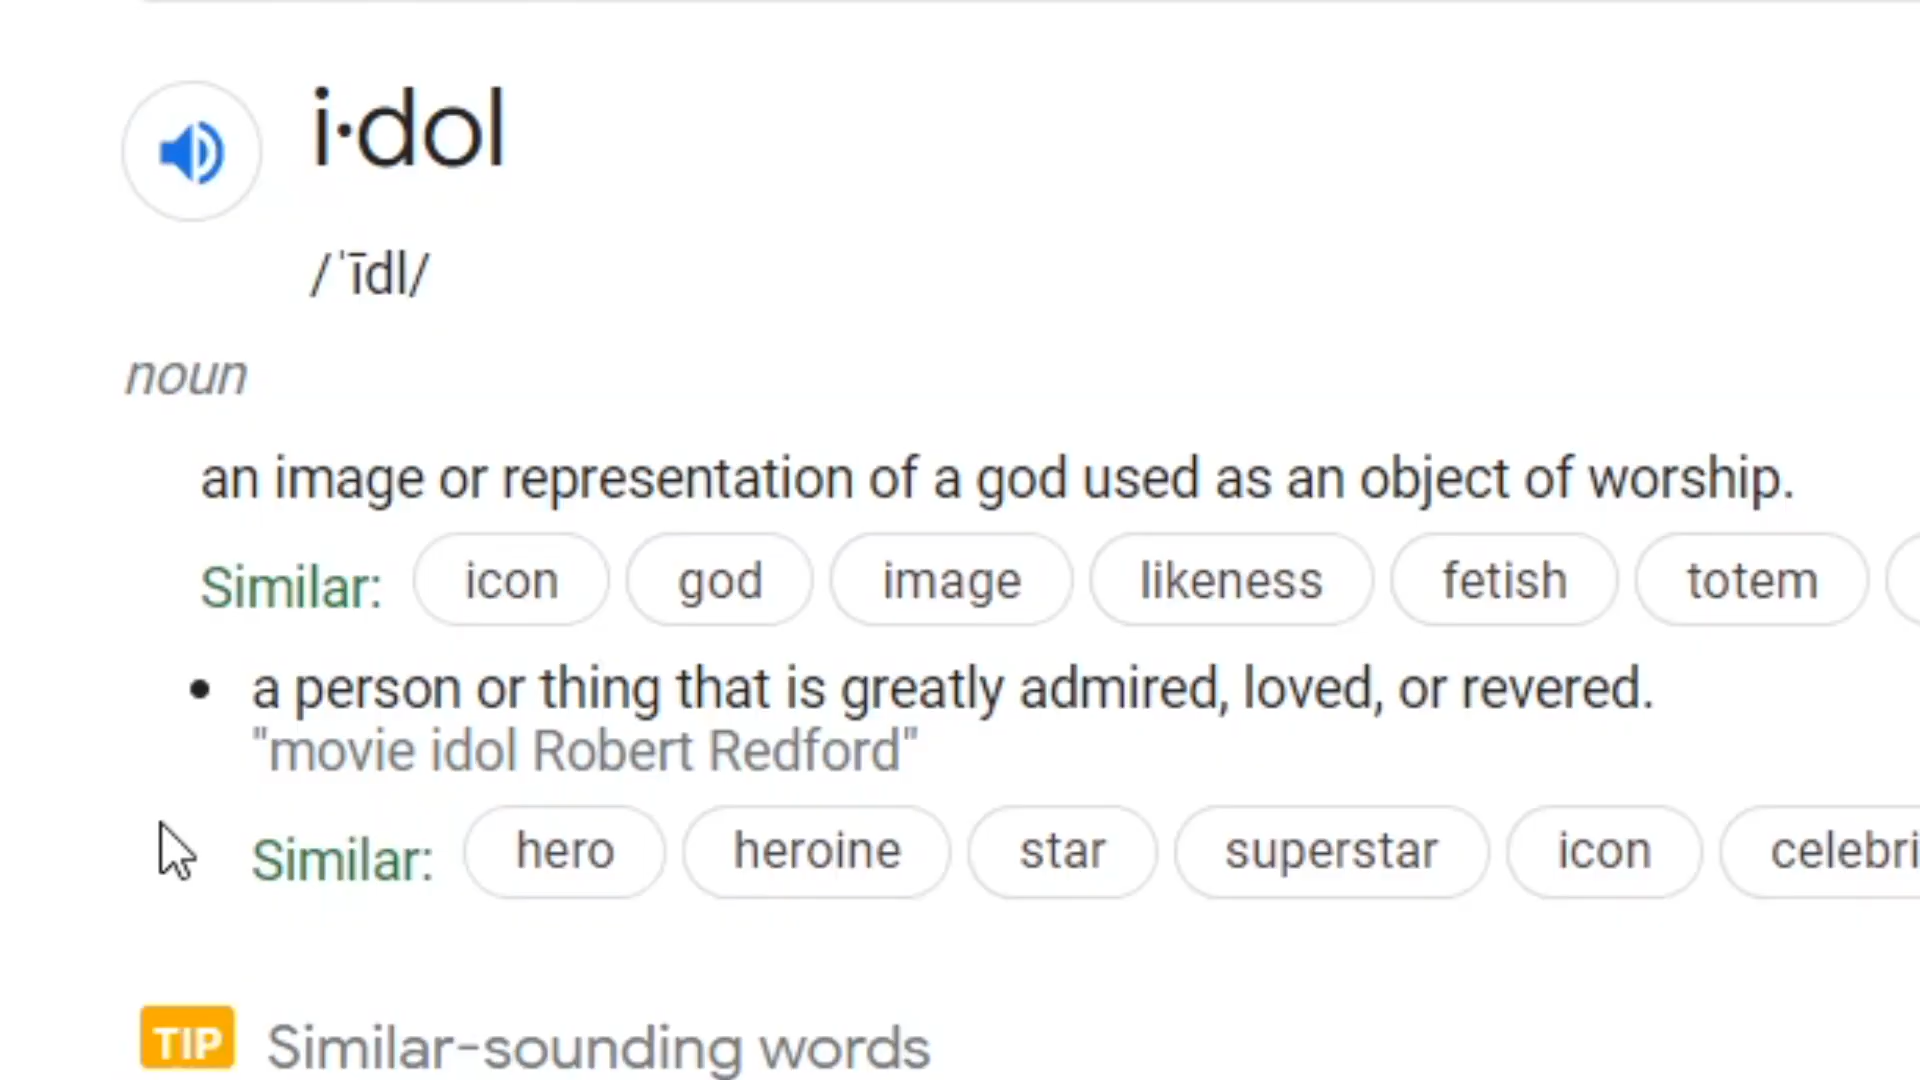 i·dol
/ˈīdl/
noun
an image or representation of a god used as an object of worship.
Similar: icon god image likeness fetish totem
• a person or thing that is greatly admired, loved, or revered.
"movie idol Robert Redford"
Similar: hero heroine star superstar icon celebri
TIP Similar-sounding words